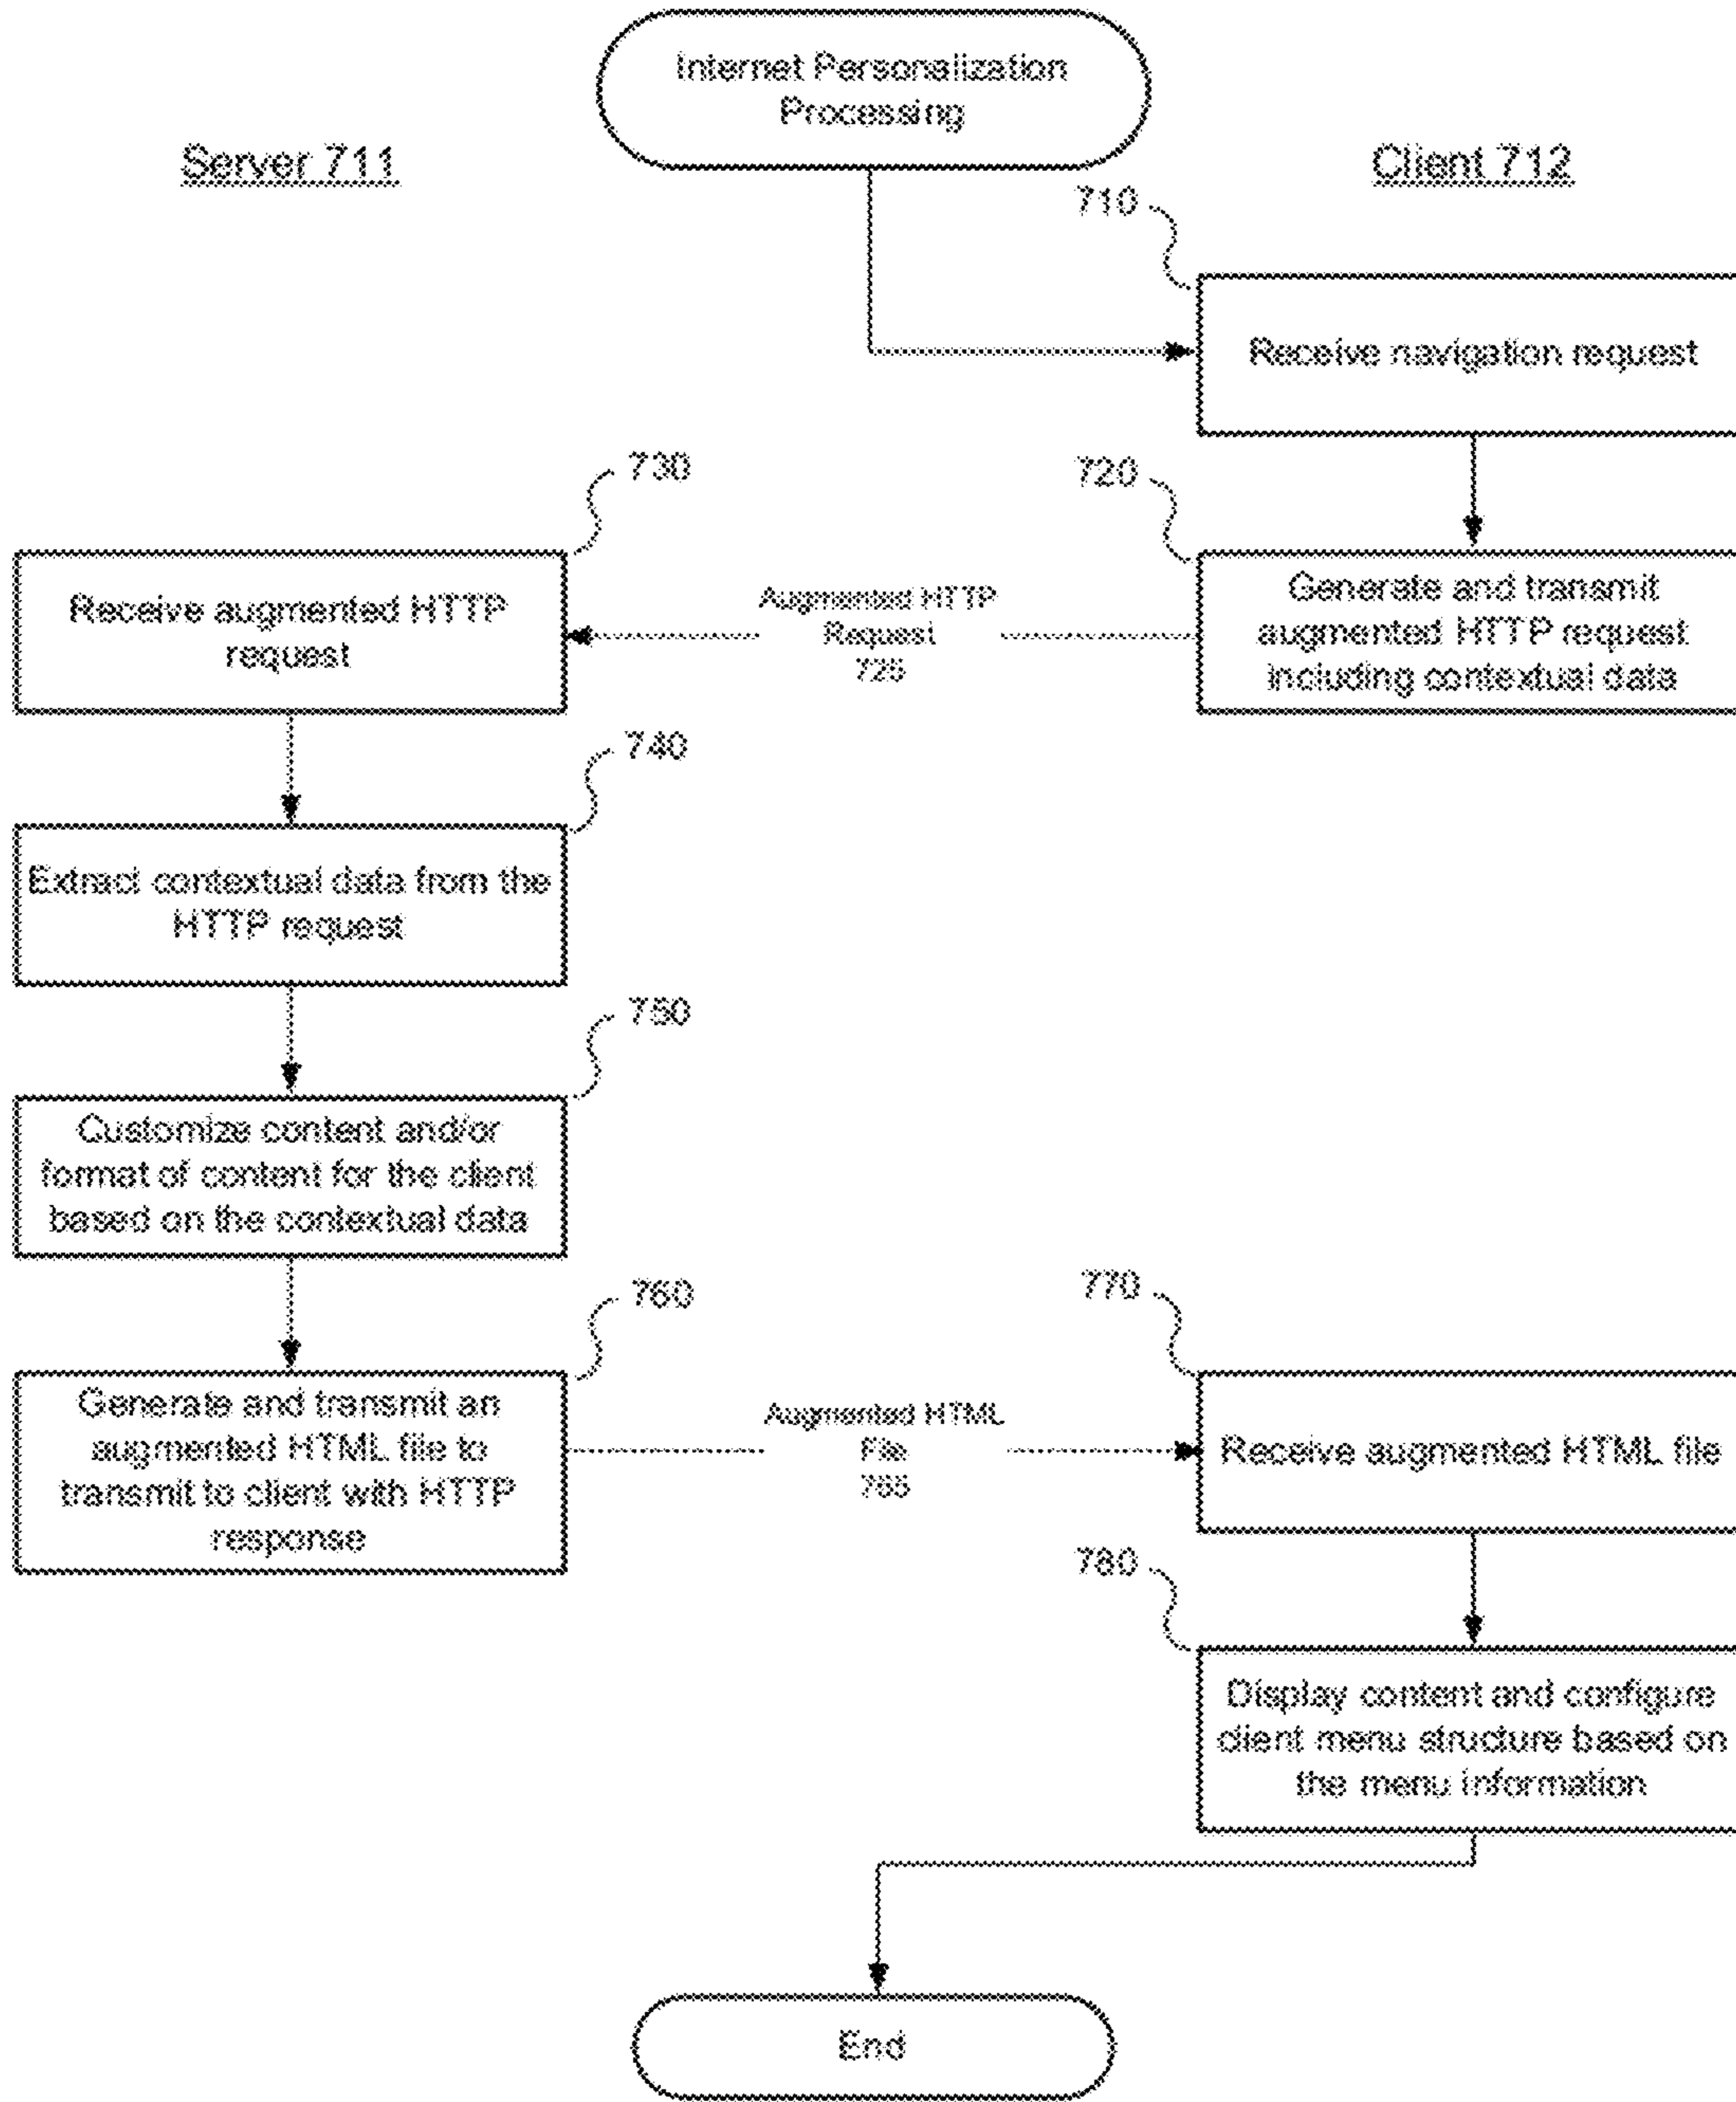 Internet Personalization
Processing
Server 711
Client 712
710
Receive navigation request
730
720
Receive augmented HTTP
request
Augmented HTTP
Request
725
Generate and transmit
augmented HTTP request
including contextual data
740
Extract contextual data from the
HTTP request
750
Customize content and/or
format of content for the client
based on the contextual data
760
770
Generate and transmit an
augmented HTML file to
transmit to client with HTTP
response
Augmented HTML
File
765
Receive augmented HTML file
780
Display content and configure
client menu structure based on
the menu information
End